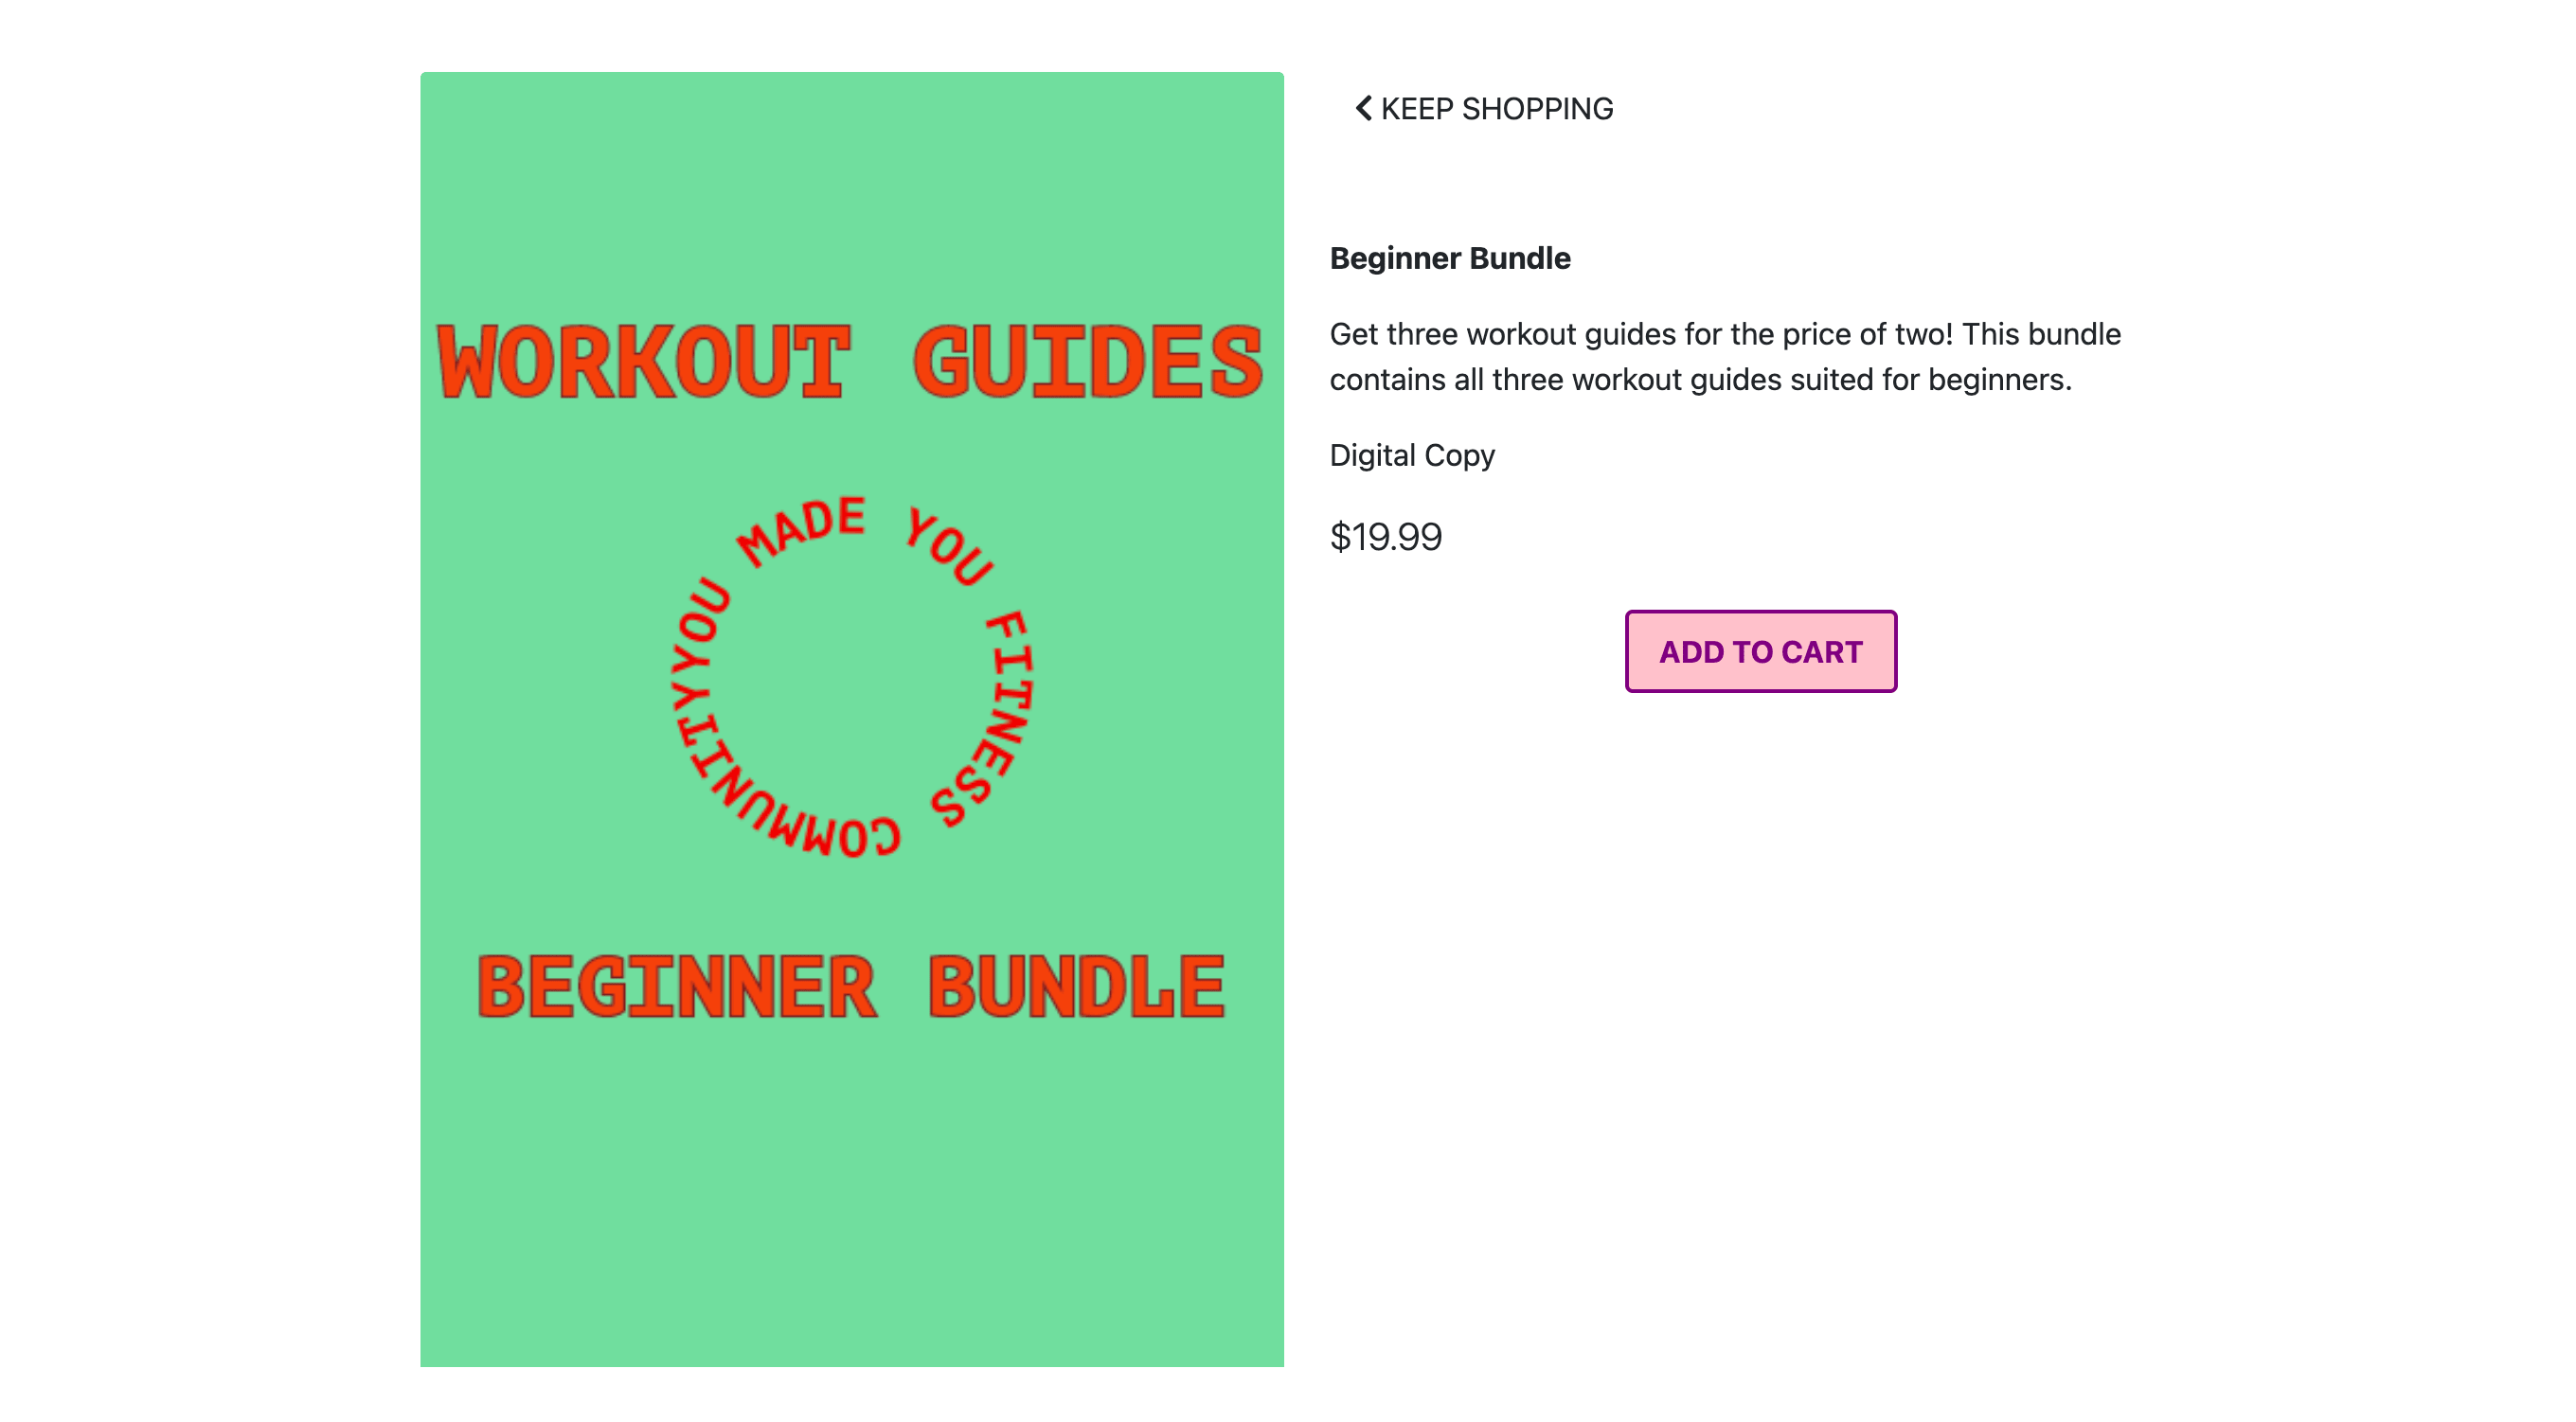 WORKOUT GUIDES
YOU MADE YOU FITNESS COMMUNITY
BEGINNER BUNDLE
KEEP SHOPPING
Beginner Bundle
Get three workout guides for the price of two! This bundle
contains all three workout guides suited for beginners.
Digital Copy
$19.99
ADD TO CART